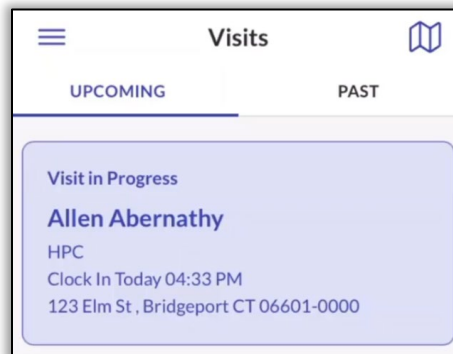 Visits
UPCOMING PAST
Visit in Progress
Allen Abernathy
HPC
Clock In Today 04:33 PM
123 Elm St , Bridgeport CT 06601-0000